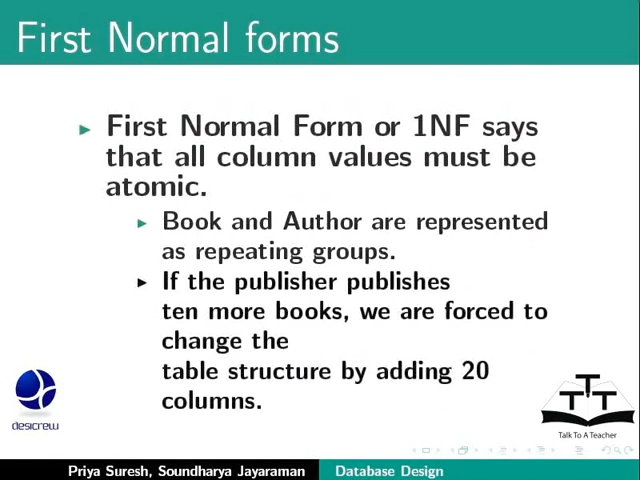 First Normal forms
First Normal Form or 1NF says
that all column values must be
atomic.
Book and Author are represented
as repeating groups.
If the publisher publishes
ten more books, we are forced to
change the
table structure by adding 20
columns.
desicrew
TTT
Talk To A Teacher
Priya Suresh, Soundharya Jayaraman Database Design